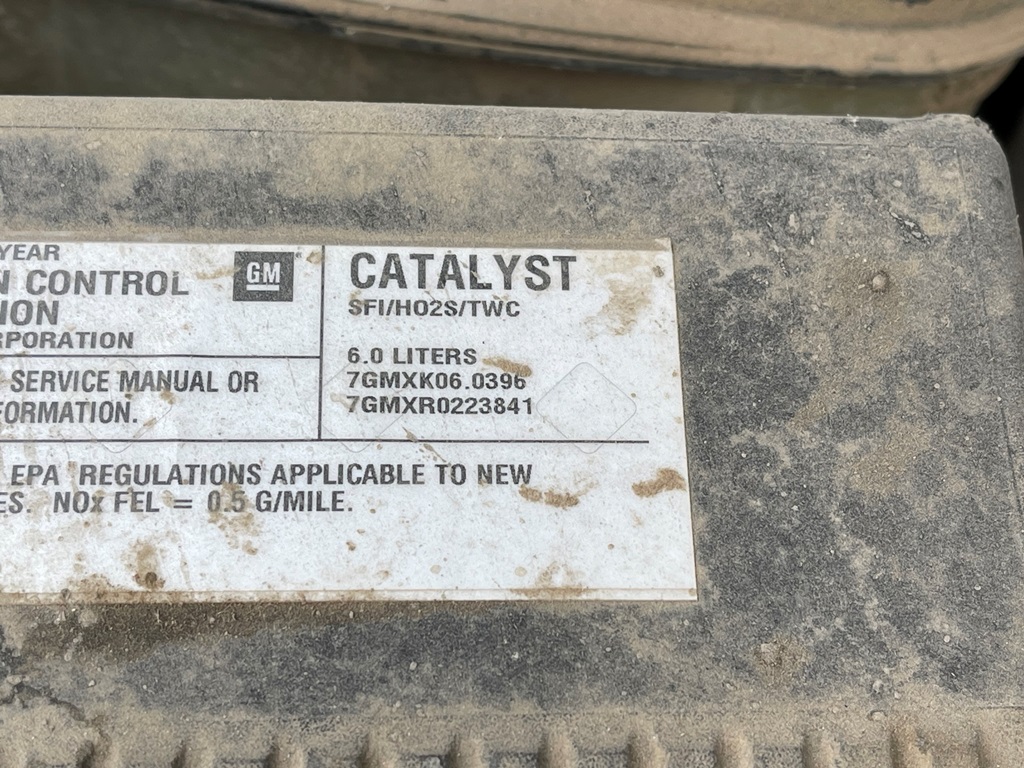 YEAR
N CONTROL
ION
RPORATION
GM
SERVICE MANUAL OR
FORMATION.
CATALYST
SFI/HO2S/TWC
6.0 LITERS
7GMXK06.0396
7GMXR0223841
EPA REGULATIONS APPLICABLE TO NEW
ES. NOx FEL = 0.5 G/MILE.